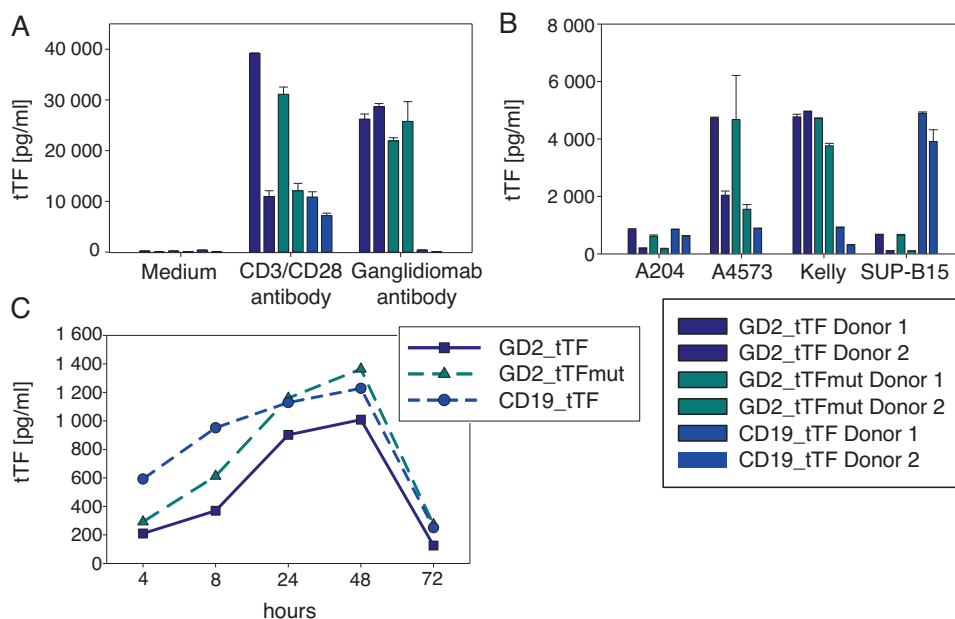 A
tTF [pg/ml]
40 000
30 000
20 000
10 000
0
Medium
CD3/CD28
antibody
Ganglidiomab
antibody
B
tTF [pg/ml]
8 000
6 000
4 000
2 000
0
A204
A4573
Kelly
SUP-B15
C
tTF [pg/ml]
1 600
1 400
1 200
1 000
800
600
400
200
0
4
8
24
48
72
hours
GD2_tTF
GD2_tTFmut
CD19_tTF
GD2_tTF Donor 1
GD2_tTF Donor 2
GD2_tTFmut Donor 1
GD2_tTFmut Donor 2
CD19_tTF Donor 1
CD19_tTF Donor 2